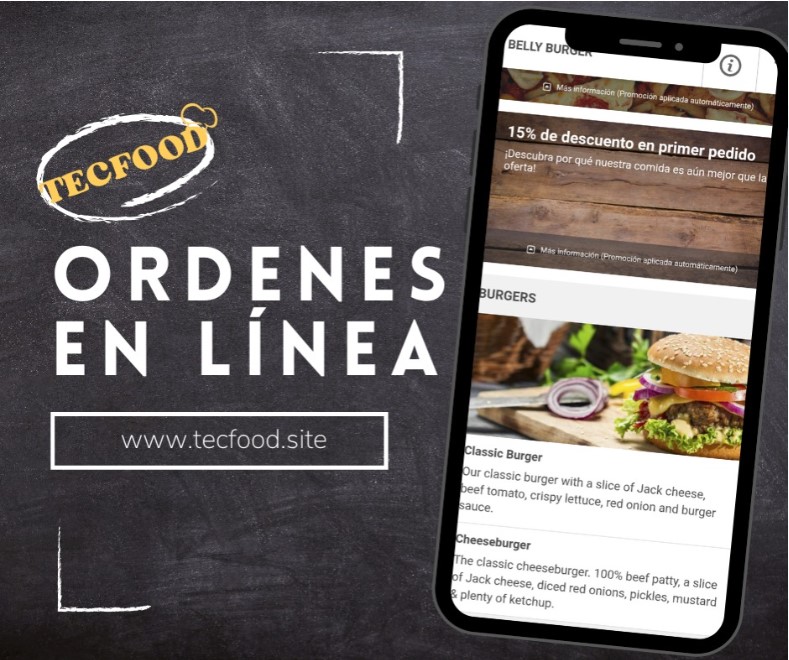 TECFOOD
ORDENES
EN LÍNEA
www.tecfood.site
BELLY BURGER
Más información (Promoción aplicada automáticamente)
15% de descuento en primer pedido
¡Descubra por qué nuestra comida es aún mejor que la
oferta!
Más información (Promoción aplicada automáticamente)
BURGERS
Classic Burger
Our classic burger with a slice of Jack cheese,
beef tomato, crispy lettuce, red onion and burger
sauce.
Cheeseburger
The classic cheeseburger. 100% beef patty, a slice
of Jack cheese, diced red onions, pickles, mustard
& plenty of ketchup.